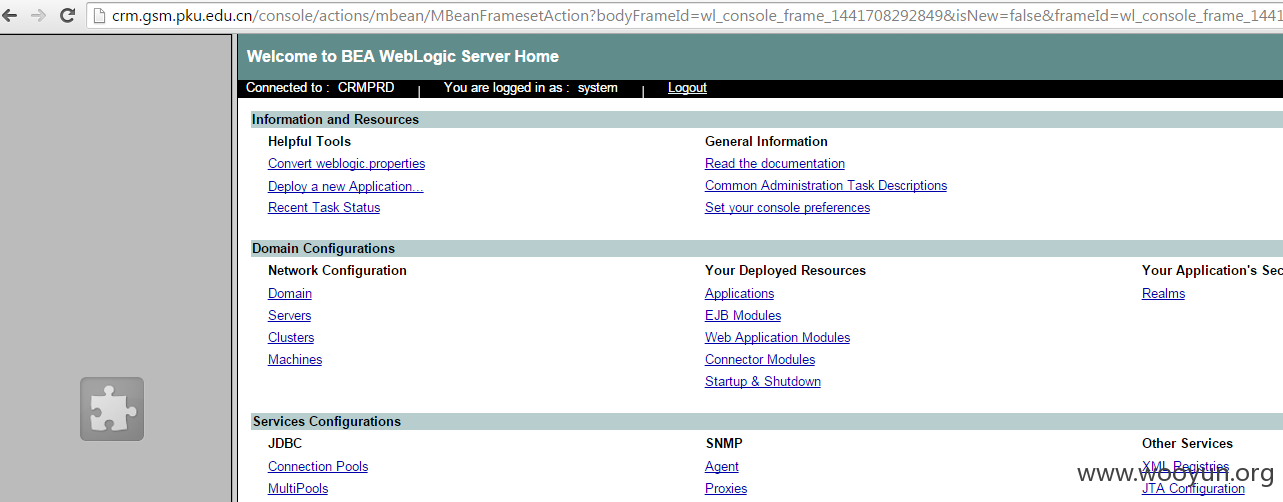 crm.gsm.pku.edu.cn/console/actions/mbean/MBeanFramesetAction?bodyFrameId=wl_console_frame_1441708292849&isNew=false&frameId=wl_console_frame_1441
Welcome to BEA WebLogic Server Home
Connected to : CRMPRD | You are logged in as : system | Logout
Information and Resources
Helpful Tools General Information
Convert weblogic.properties Read the documentation
Deploy a new Application... Common Administration Task Descriptions
Recent Task Status Set your console preferences
Domain Configurations
Network Configuration Your Deployed Resources Your Application's Sec
Domain Applications Realms
Servers EJB Modules
Clusters Web Application Modules
Machines Connector Modules
Startup & Shutdown
Services Configurations
JDBC SNMP Other Services
Connection Pools Agent XML Registries
MultiPools Proxies JTA Configuration
www.wooyun.org